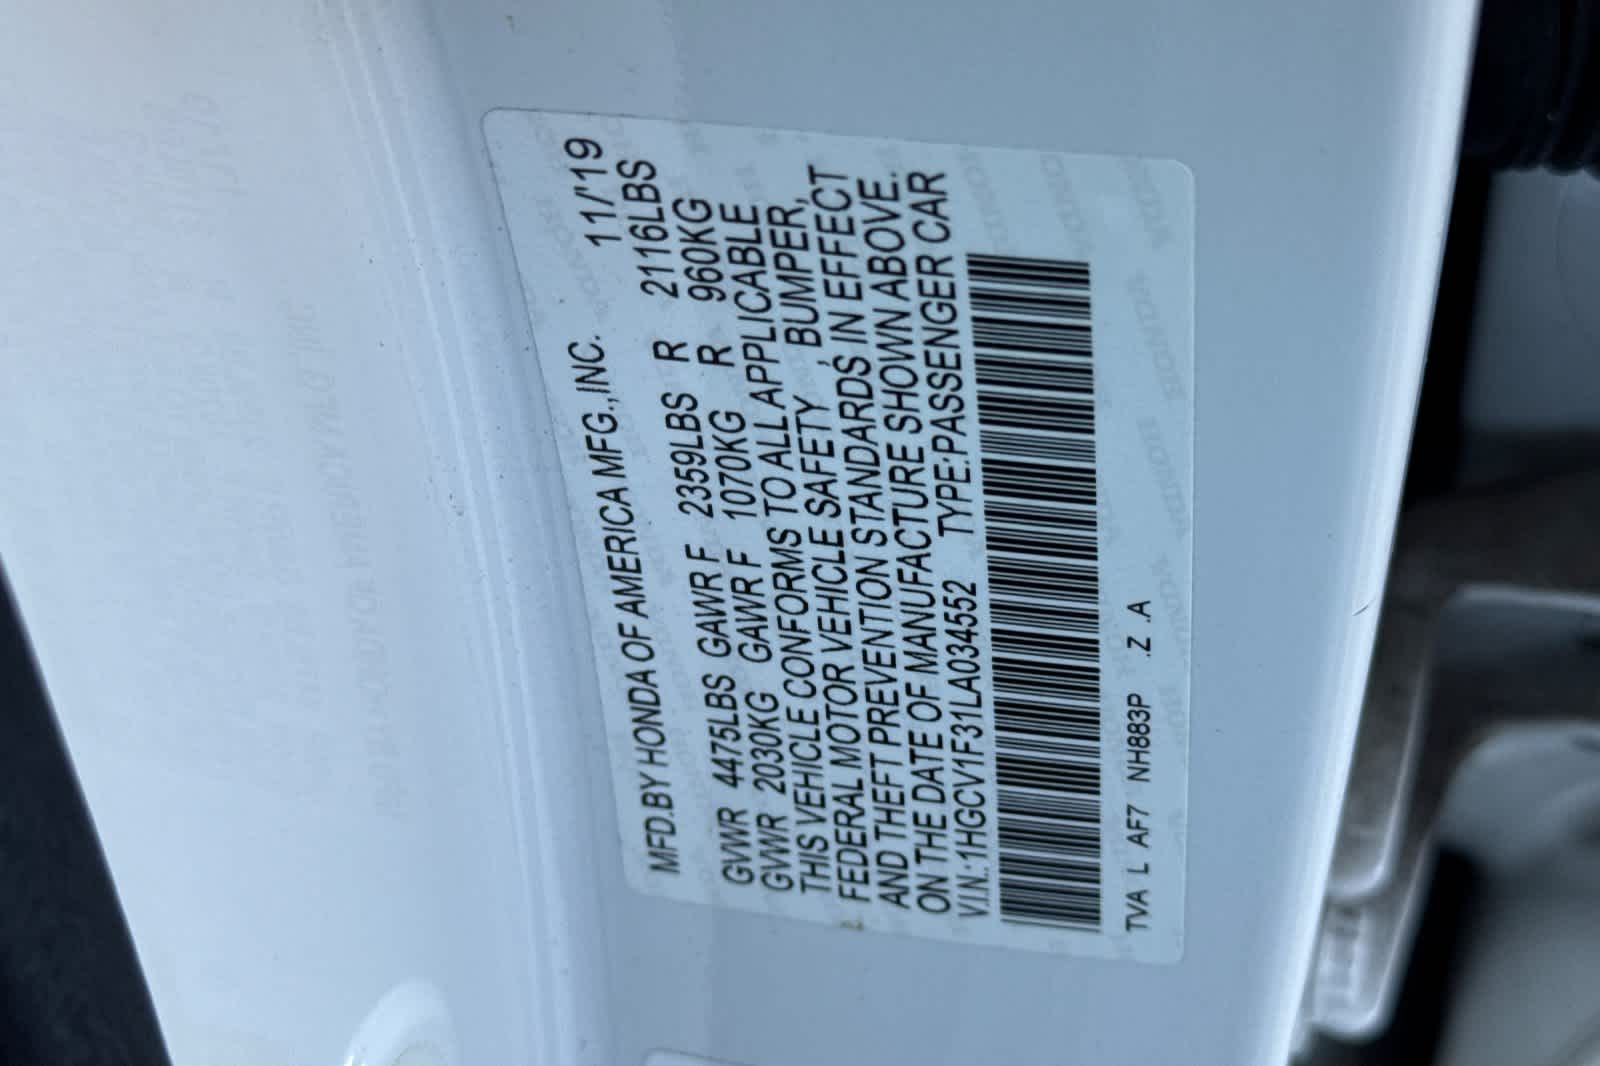 MFD.BY HONDA OF AMERICA MFG.,INC. 11/'19
GVWR 4475LBS GAWR F 2359LBS R 2116LBS
GVWR 2030KG GAWR F 1070KG R 960KG
THIS VEHICLE CONFORMS TO ALL APPLICABLE
FEDERAL MOTOR VEHICLE SAFETY , BUMPER,
AND THEFT PREVENTION STANDARDS IN EFFECT
ON THE DATE OF MANUFACTURE SHOWN ABOVE.
V.I.N.:1HGCV1F31LA034552 TYPE:PASSENGER CAR
TVA L AF7 NH883P .Z .A